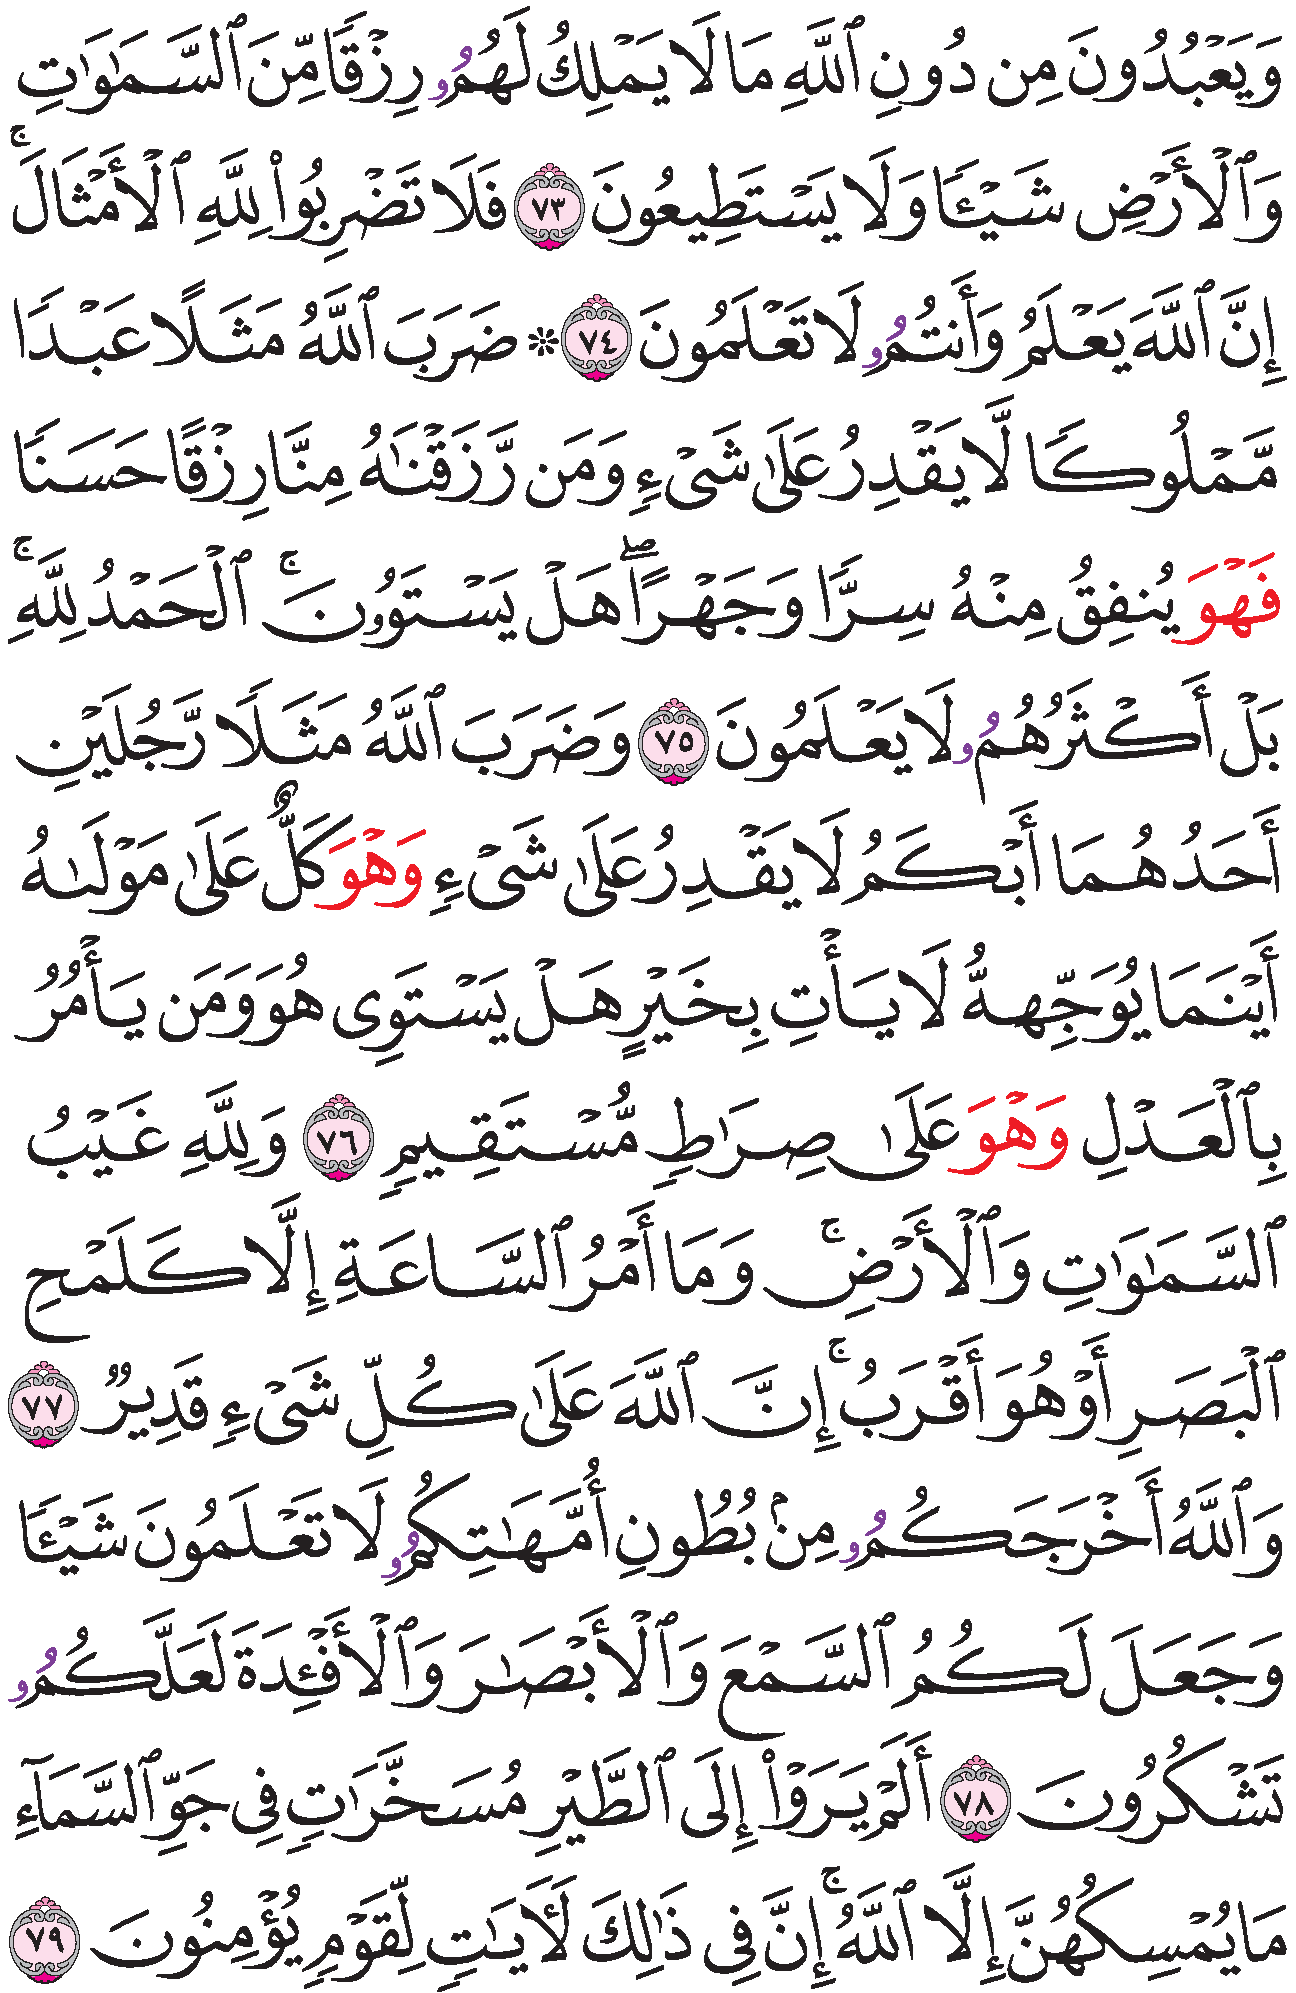 وَيَعْبُدُونَ مِن دُونِ ٱللَّهِ مَا لَا يَمْلِكُ لَهُمُۥ رِزْقًا مِّنَ ٱلسَّمَٰوَٰتِ
وَٱلْأَرْضِ شَيْـًٔا وَلَا يَسْتَطِيعُونَ ٧٣ فَلَا تَضْرِبُوا۟ لِلَّهِ ٱلْأَمْثَالَۚ
إِنَّ ٱللَّهَ يَعْلَمُ وَأَنتُمُۥ لَا تَعْلَمُونَ ٧٤ ۞ ضَرَبَ ٱللَّهُ مَثَلًا عَبْدًا
مَّمْلُوكًا لَّا يَقْدِرُ عَلَىٰ شَىْءٍ وَمَن رَّزَقْنَٰهُ مِنَّا رِزْقًا حَسَنًا
فَهْوَ يُنفِقُ مِنْهُ سِرًّا وَجَهْرًاۖ هَلْ يَسْتَوُۥنَۚ ٱلْحَمْدُ لِلَّهِۚ
بَلْ أَكْثَرُهُمُۥ لَا يَعْلَمُونَ ٧٥ وَضَرَبَ ٱللَّهُ مَثَلًا رَّجُلَيْنِ
أَحَدُهُمَا أَبْكَمُ لَا يَقْدِرُ عَلَىٰ شَىْءٍ وَهْوَ كَلٌّ عَلَىٰ مَوْلَىٰهُ
أَيْنَمَا يُوَجِّههُّ لَا يَأْتِ بِخَيْرٍ هَلْ يَسْتَوِى هُوَ وَمَن يَأْمُرُ
بِٱلْعَدْلِ وَهْوَ عَلَىٰ صِرَٰطٍ مُّسْتَقِيمٍ ٧٦ وَلِلَّهِ غَيْبُ
ٱلسَّمَٰوَٰتِ وَٱلْأَرْضِۚ وَمَا أَمْرُ ٱلسَّاعَةِ إِلَّا كَلَمْحِ
ٱلْبَصَرِ أَوْ هُوَ أَقْرَبُۚ إِنَّ ٱللَّهَ عَلَىٰ كُلِّ شَىْءٍ قَدِيرٌ ٧٧
وَٱللَّهُ أَخْرَجَكُمُۥ مِنۢ بُطُونِ أُمَّهَٰتِكُمُۥ لَا تَعْلَمُونَ شَيْـًٔا
وَجَعَلَ لَكُمُ ٱلسَّمْعَ وَٱلْأَبْصَٰرَ وَٱلْأَفْـِٔدَةَ لَعَلَّكُمُۥ
تَشْكُرُونَ ٧٨ أَلَمْ يَرَوْا۟ إِلَى ٱلطَّيْرِ مُسَخَّرَٰتٍ فِى جَوِّ ٱلسَّمَآءِ
مَا يُمْسِكُهُنَّ إِلَّا ٱللَّهُۚ إِنَّ فِى ذَٰلِكَ لَأٓيَٰتٍ لِّقَوْمٍ يُؤْمِنُونَ ٧٩